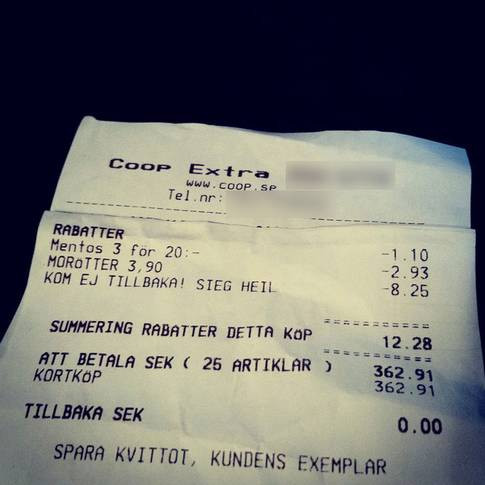 Coop Extra
www.coop.se
Tel.nr:
RABATTER
Mentos 3 för 20:- -1.10
MOROTTER 3,90 -2.93
KOM EJ TILLBAKA! SIEG HEIL -8.25
SUMMERING RABATTER DETTA KÖP 12.28
ATT BETALA SEK ( 25 ARTIKLAR ) 362.91
KORTKÖP 362.91
TILLBAKA SEK 0.00
SPARA KVITTOT, KUNDENS EXEMPLAR